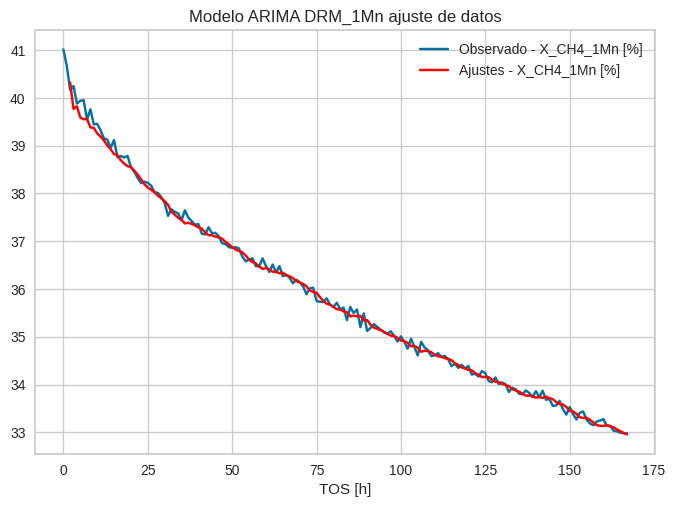 Modelo ARIMA DRM_1Mn ajuste de datos
Observado - X_CH4_1Mn [%]
Ajustes - X_CH4_1Mn [%]
41
40
39
38
37
36
35
34
33
0 25 50 75 100 125 150 175
TOS [h]